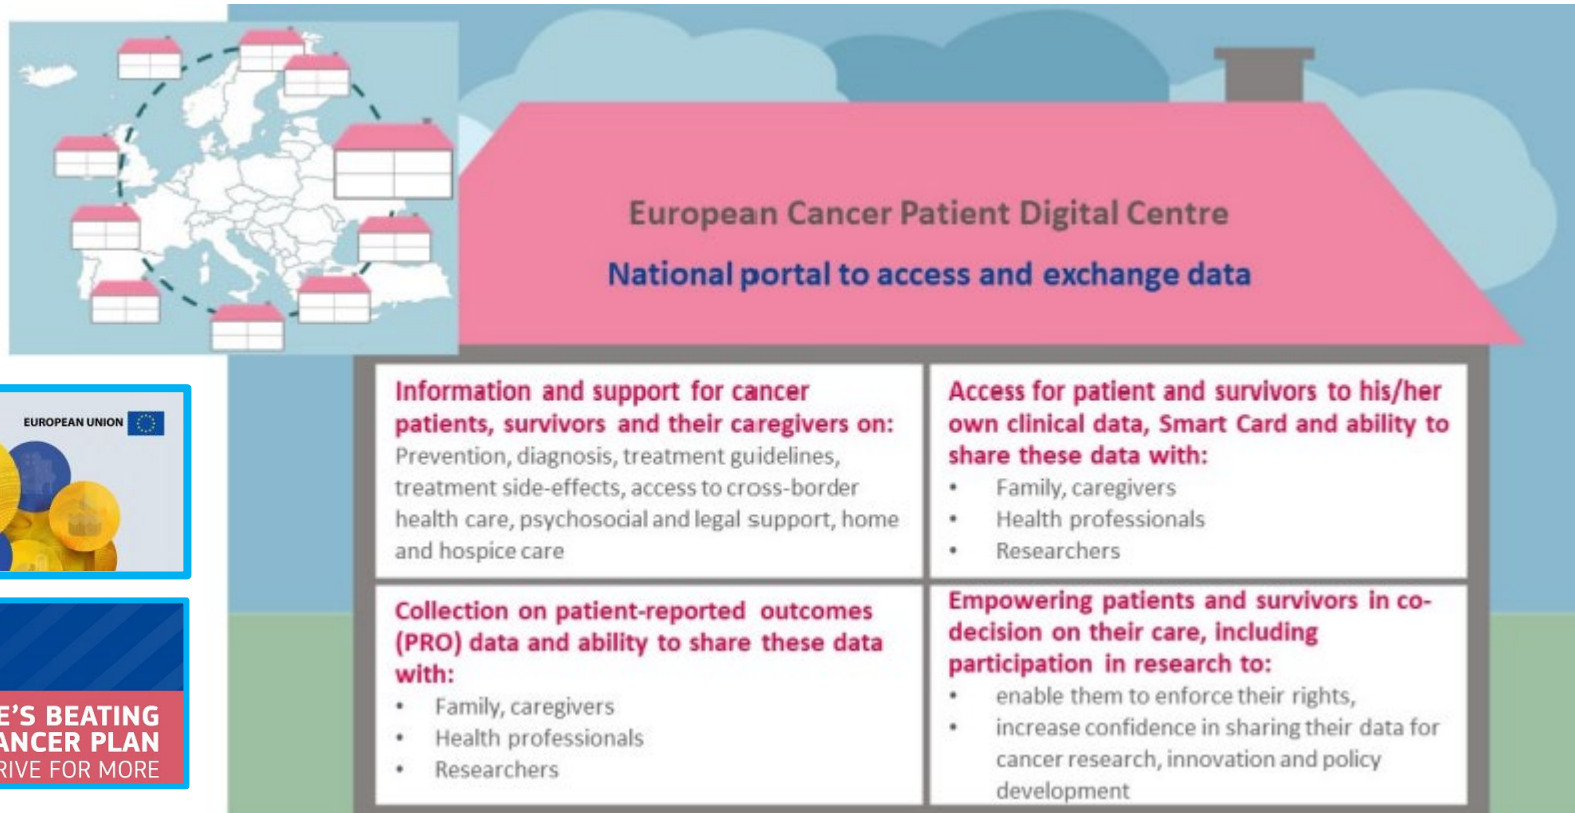 European Cancer Patient Digital Centre
National portal to access and exchange data
Information and support for cancer
patients, survivors and their caregivers on:
Prevention, diagnosis, treatment guidelines,
treatment side-effects, access to cross-border
health care, psychosocial and legal support, home
and hospice care
Access for patient and survivors to his/her
own clinical data, Smart Card and ability to
share these data with:
• Family, caregivers
• Health professionals
• Researchers
Collection on patient-reported outcomes
(PRO) data and ability to share these data
with:
• Family, caregivers
• Health professionals
• Researchers
Empowering patients and survivors in co-
decision on their care, including
participation in research to:
• enable them to enforce their rights,
• increase confidence in sharing their data for
cancer research, innovation and policy
development
EUROPEAN UNION
E'S BEATING
ANCER PLAN
RIVE FOR MORE